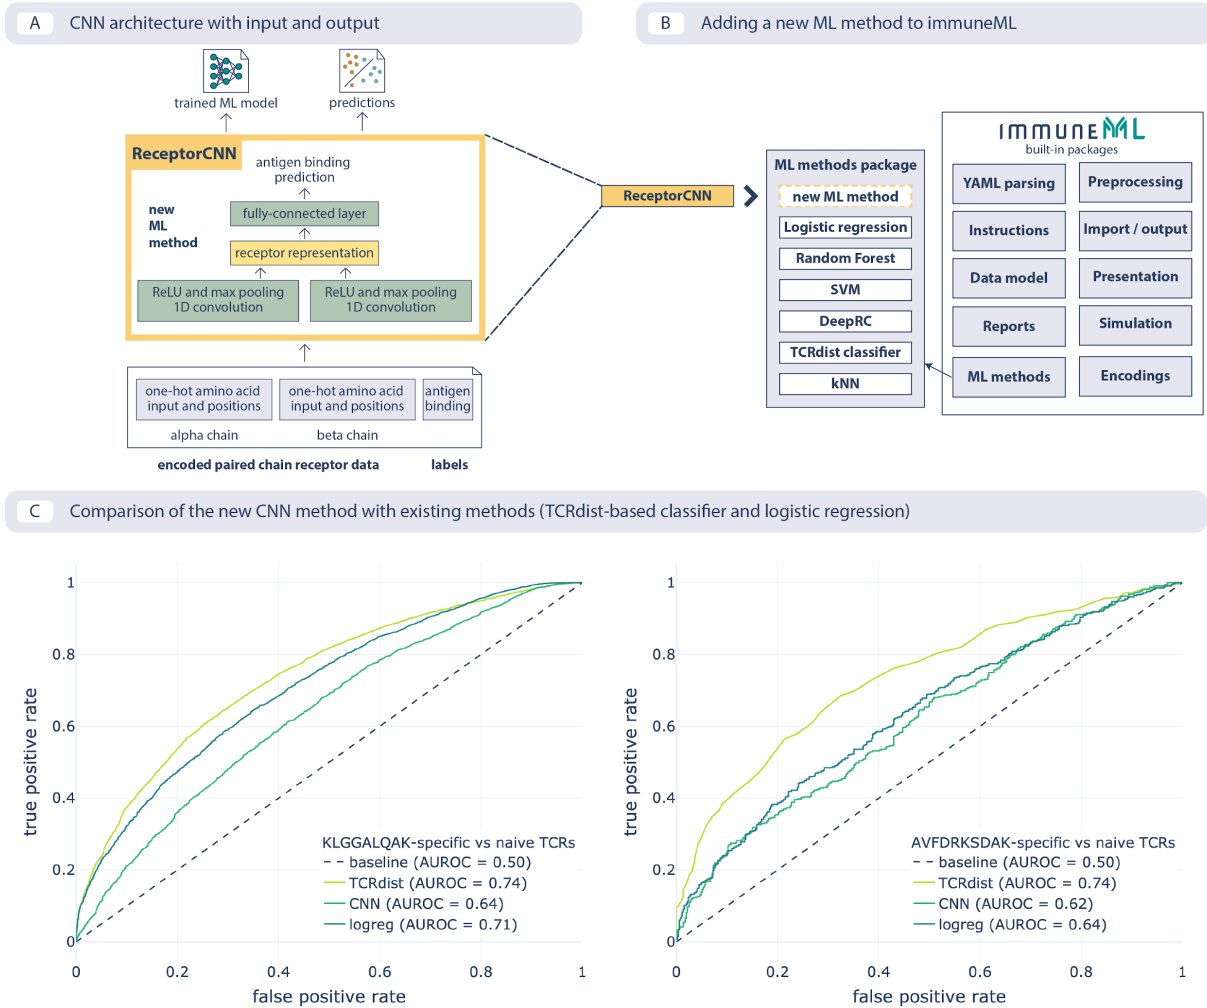 A CNN architecture with input and output
trained ML model
predictions
ReceptorCNN
antigen binding
prediction
new
ML
method
fully-connected layer
receptor representation
ReLU and max pooling
1D convolution
ReLU and max pooling
1D convolution
one-hot amino acid
input and positions
one-hot amino acid
input and positions
antigen
binding
alpha chain
beta chain
encoded paired chain receptor data
labels
B Adding a new ML method to immuneML
ReceptorCNN
ML methods package
new ML method
Logistic regression
Random Forest
SVM
DeepRC
TCRdist classifier
kNN
IMMUNEML
built-in packages
YAML parsing
Preprocessing
Instructions
Import / output
Data model
Presentation
Reports
Simulation
ML methods
Encodings
C Comparison of the new CNN method with existing methods (TCRdist-based classifier and logistic regression)
1
0.8
0.6
0.4
0.2
0
true positive rate
KLGGALQAK-specific vs naive TCRs
baseline (AUROC = 0.50)
TCRdist (AUROC = 0.74)
CNN (AUROC = 0.64)
logreg (AUROC = 0.71)
0 0.2 0.4 0.6 0.8 1
false positive rate
1
0.8
0.6
0.4
0.2
0
true positive rate
AVFDRKSDAK-specific vs naive TCRs
baseline (AUROC = 0.50)
TCRdist (AUROC = 0.74)
CNN (AUROC = 0.62)
logreg (AUROC = 0.64)
0 0.2 0.4 0.6 0.8 1
false positive rate